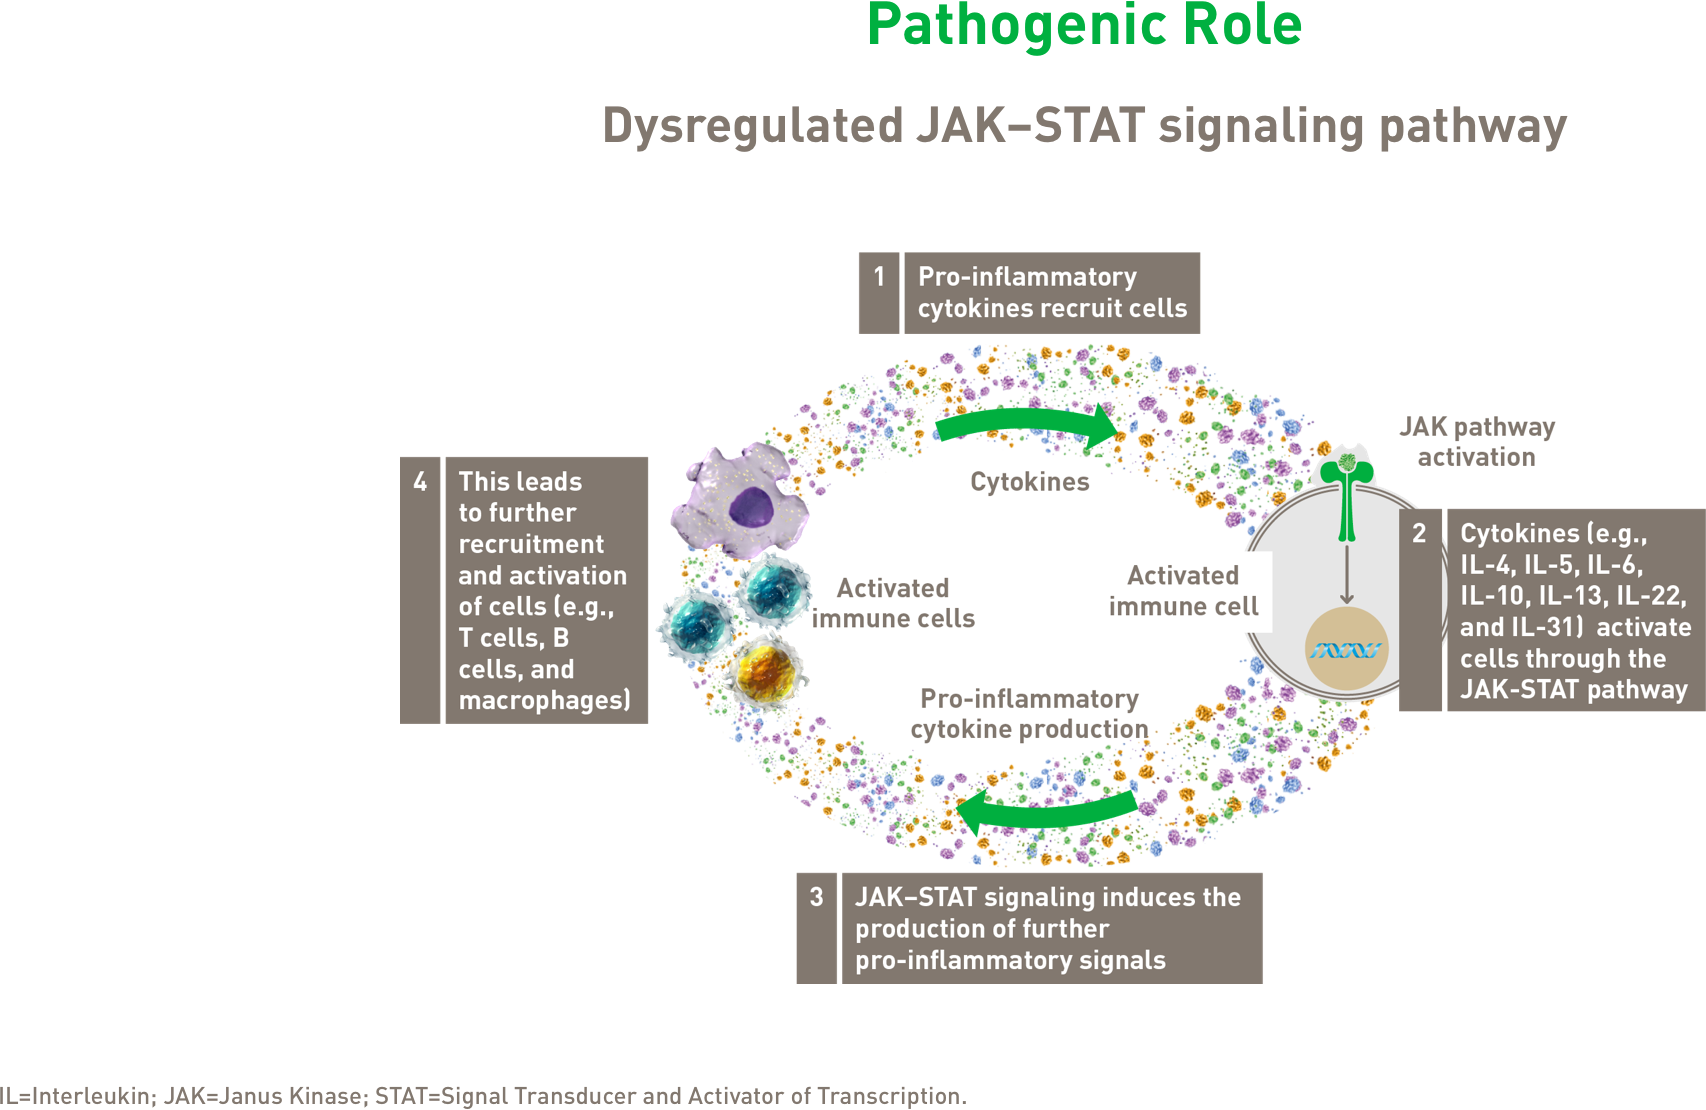 Pathogenic Role
Dysregulated JAK–STAT signaling pathway
1
Pro-inflammatory
cytokines recruit cells
Cytokines
JAK pathway
activation
2
Cytokines (e.g.,
IL-4, IL-5, IL-6,
IL-10, IL-13, IL-22,
and IL-31) activate
cells through the
JAK-STAT pathway
Activated
immune cell
Pro-inflammatory
cytokine production
3
JAK–STAT signaling induces the
production of further
pro-inflammatory signals
4
This leads
to further
recruitment
and activation
of cells (e.g.,
T cells, B
cells, and
macrophages)
Activated
immune cells
IL=Interleukin; JAK=Janus Kinase; STAT=Signal Transducer and Activator of Transcription.